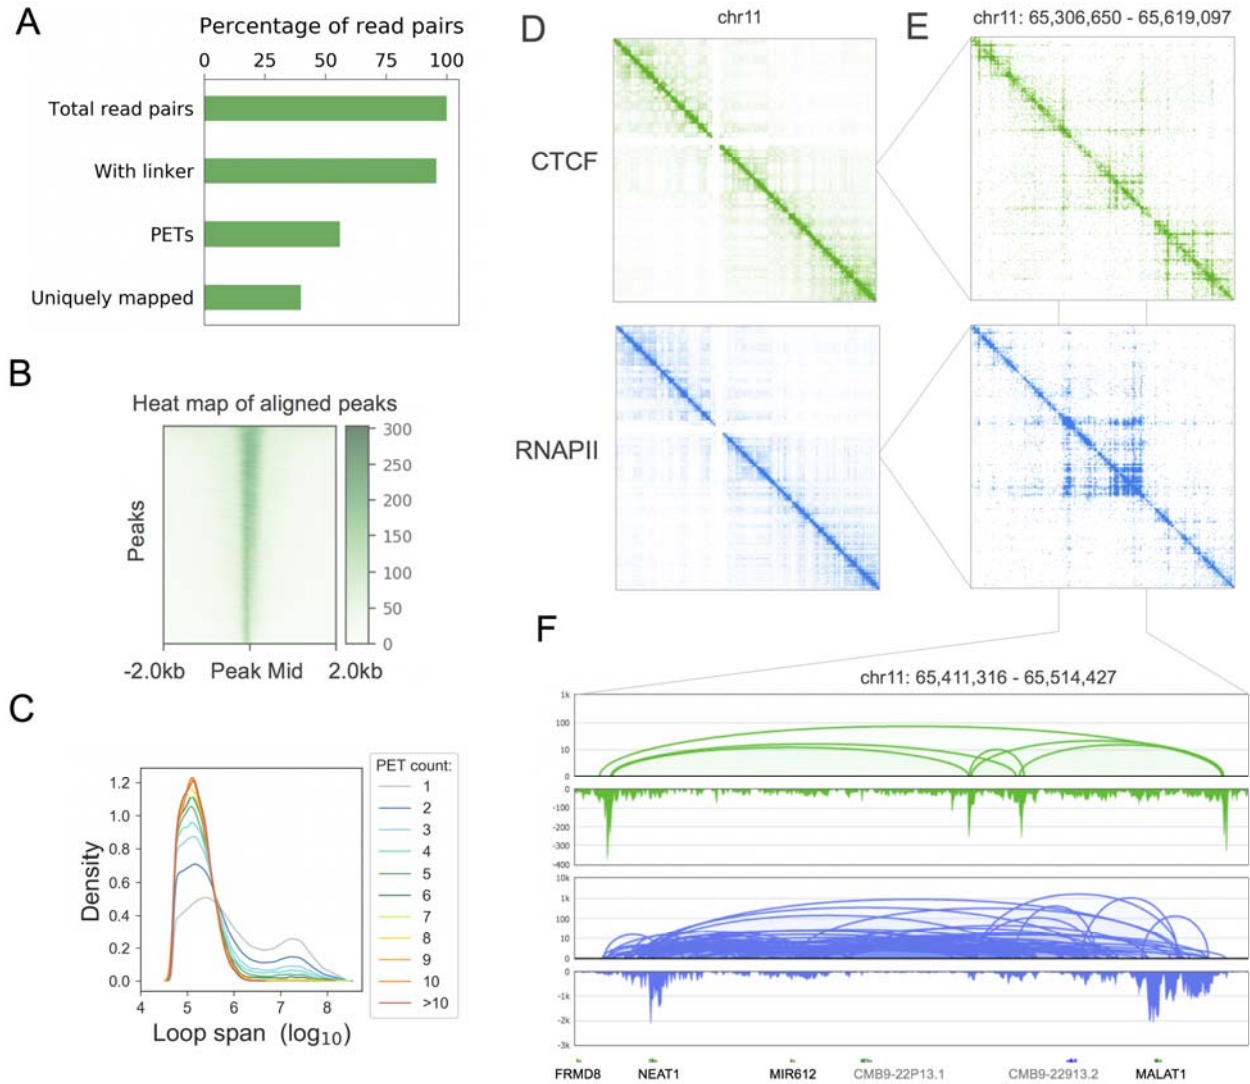 A
Percentage of read pairs
0 25 50 75 100
Total read pairs
With linker
PETs
Uniquely mapped
B
Heat map of aligned peaks
Peaks
300
250
200
150
100
50
0
-2.0kb Peak Mid 2.0kb
C
Density
1.2
1.0
0.8
0.6
0.4
0.2
0.0
4 5 6 7 8
Loop span (log10)
PET count:
1
2
3
4
5
6
7
8
9
10
>10
D
chr11
CTCF
RNAPII
E
chr11: 65,306,650 - 65,619,097
F
chr11: 65,411,316 - 65,514,427
1k
100
10
0
0
-100
-200
-300
-400
10k
1k
100
10
0
0
-1k
-2k
-3k
FRMD8 NEAT1 MIR612 CMB9-22P13.1 CMB9-22913.2 MALAT1